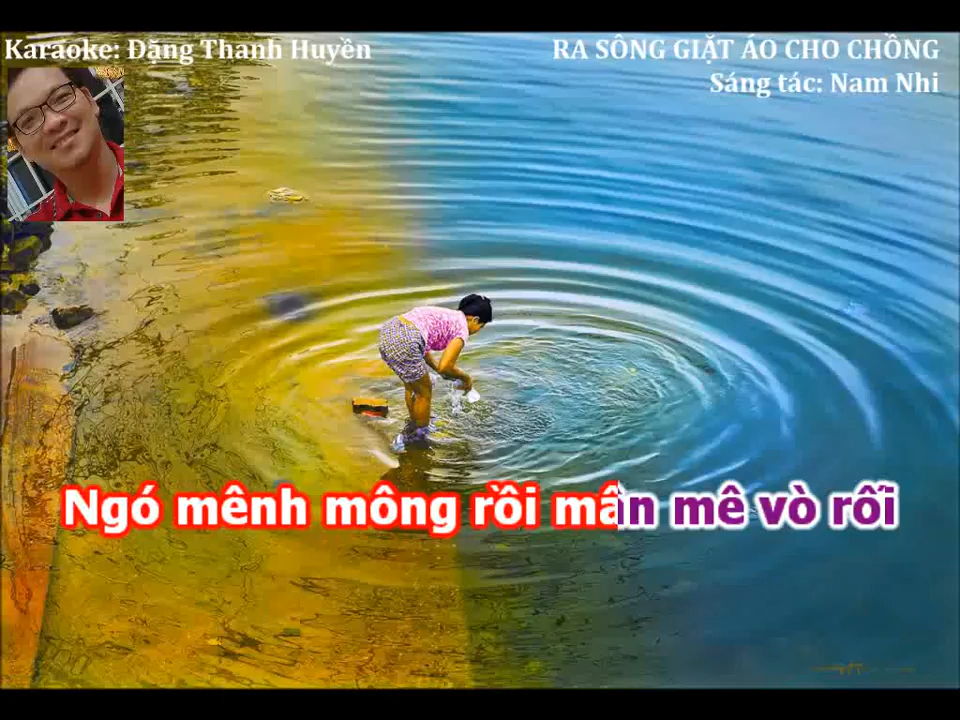 Karaoke: Đặng Thanh Huyền
RA SÔNG GIẶT ÁO CHO CHỒNG
Sáng tác: Nam Nhi
Ngó mênh mông rồi mân mê vò rối